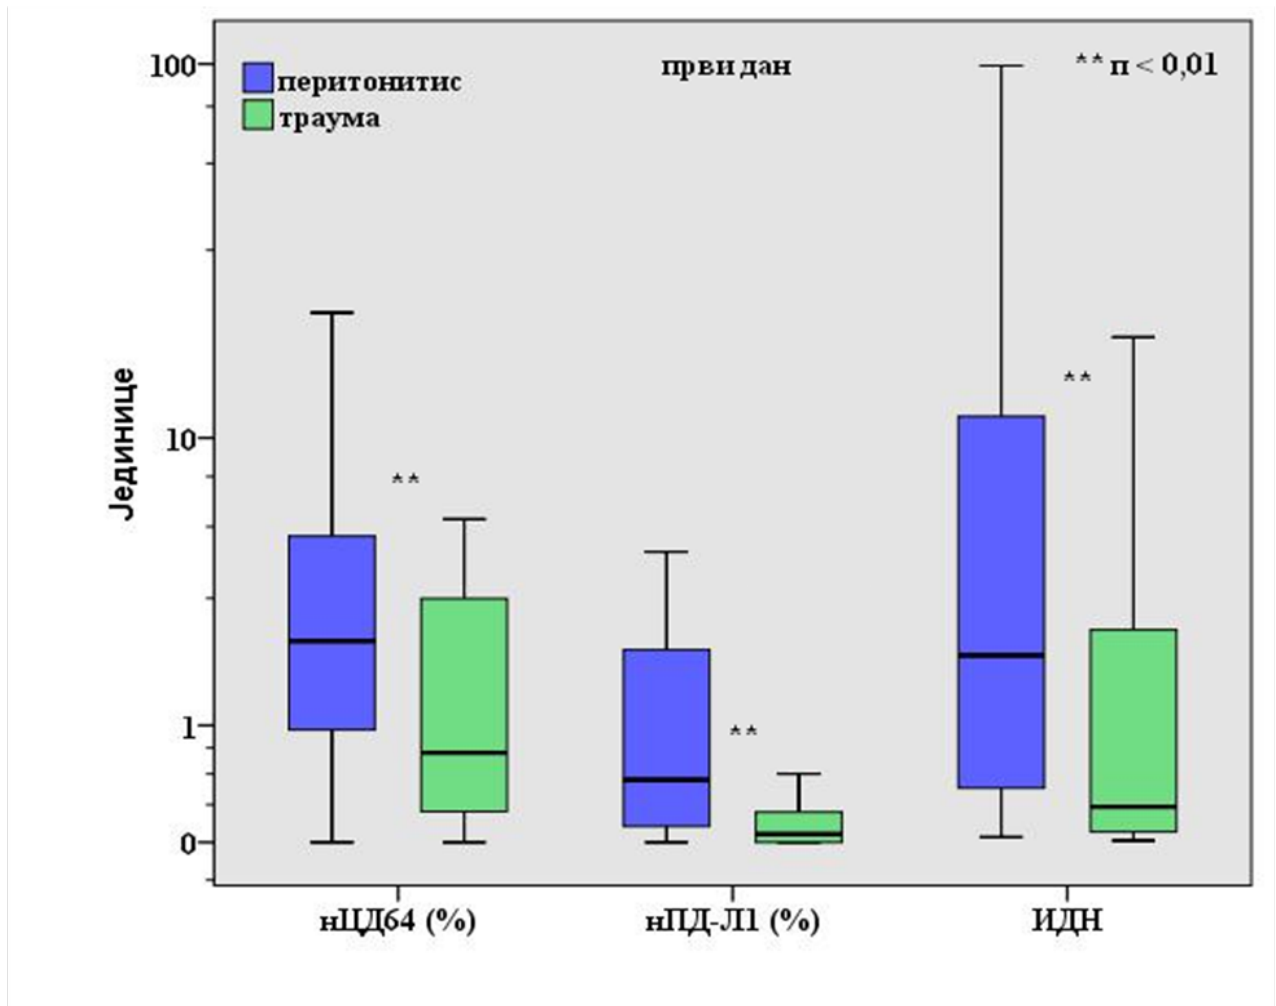 100
перитонитис
први дан
** п < 0,01
траума
Јединице
**
10
**
**
1
0
нЦД64 (%)
нПД-Л1 (%)
ИДН